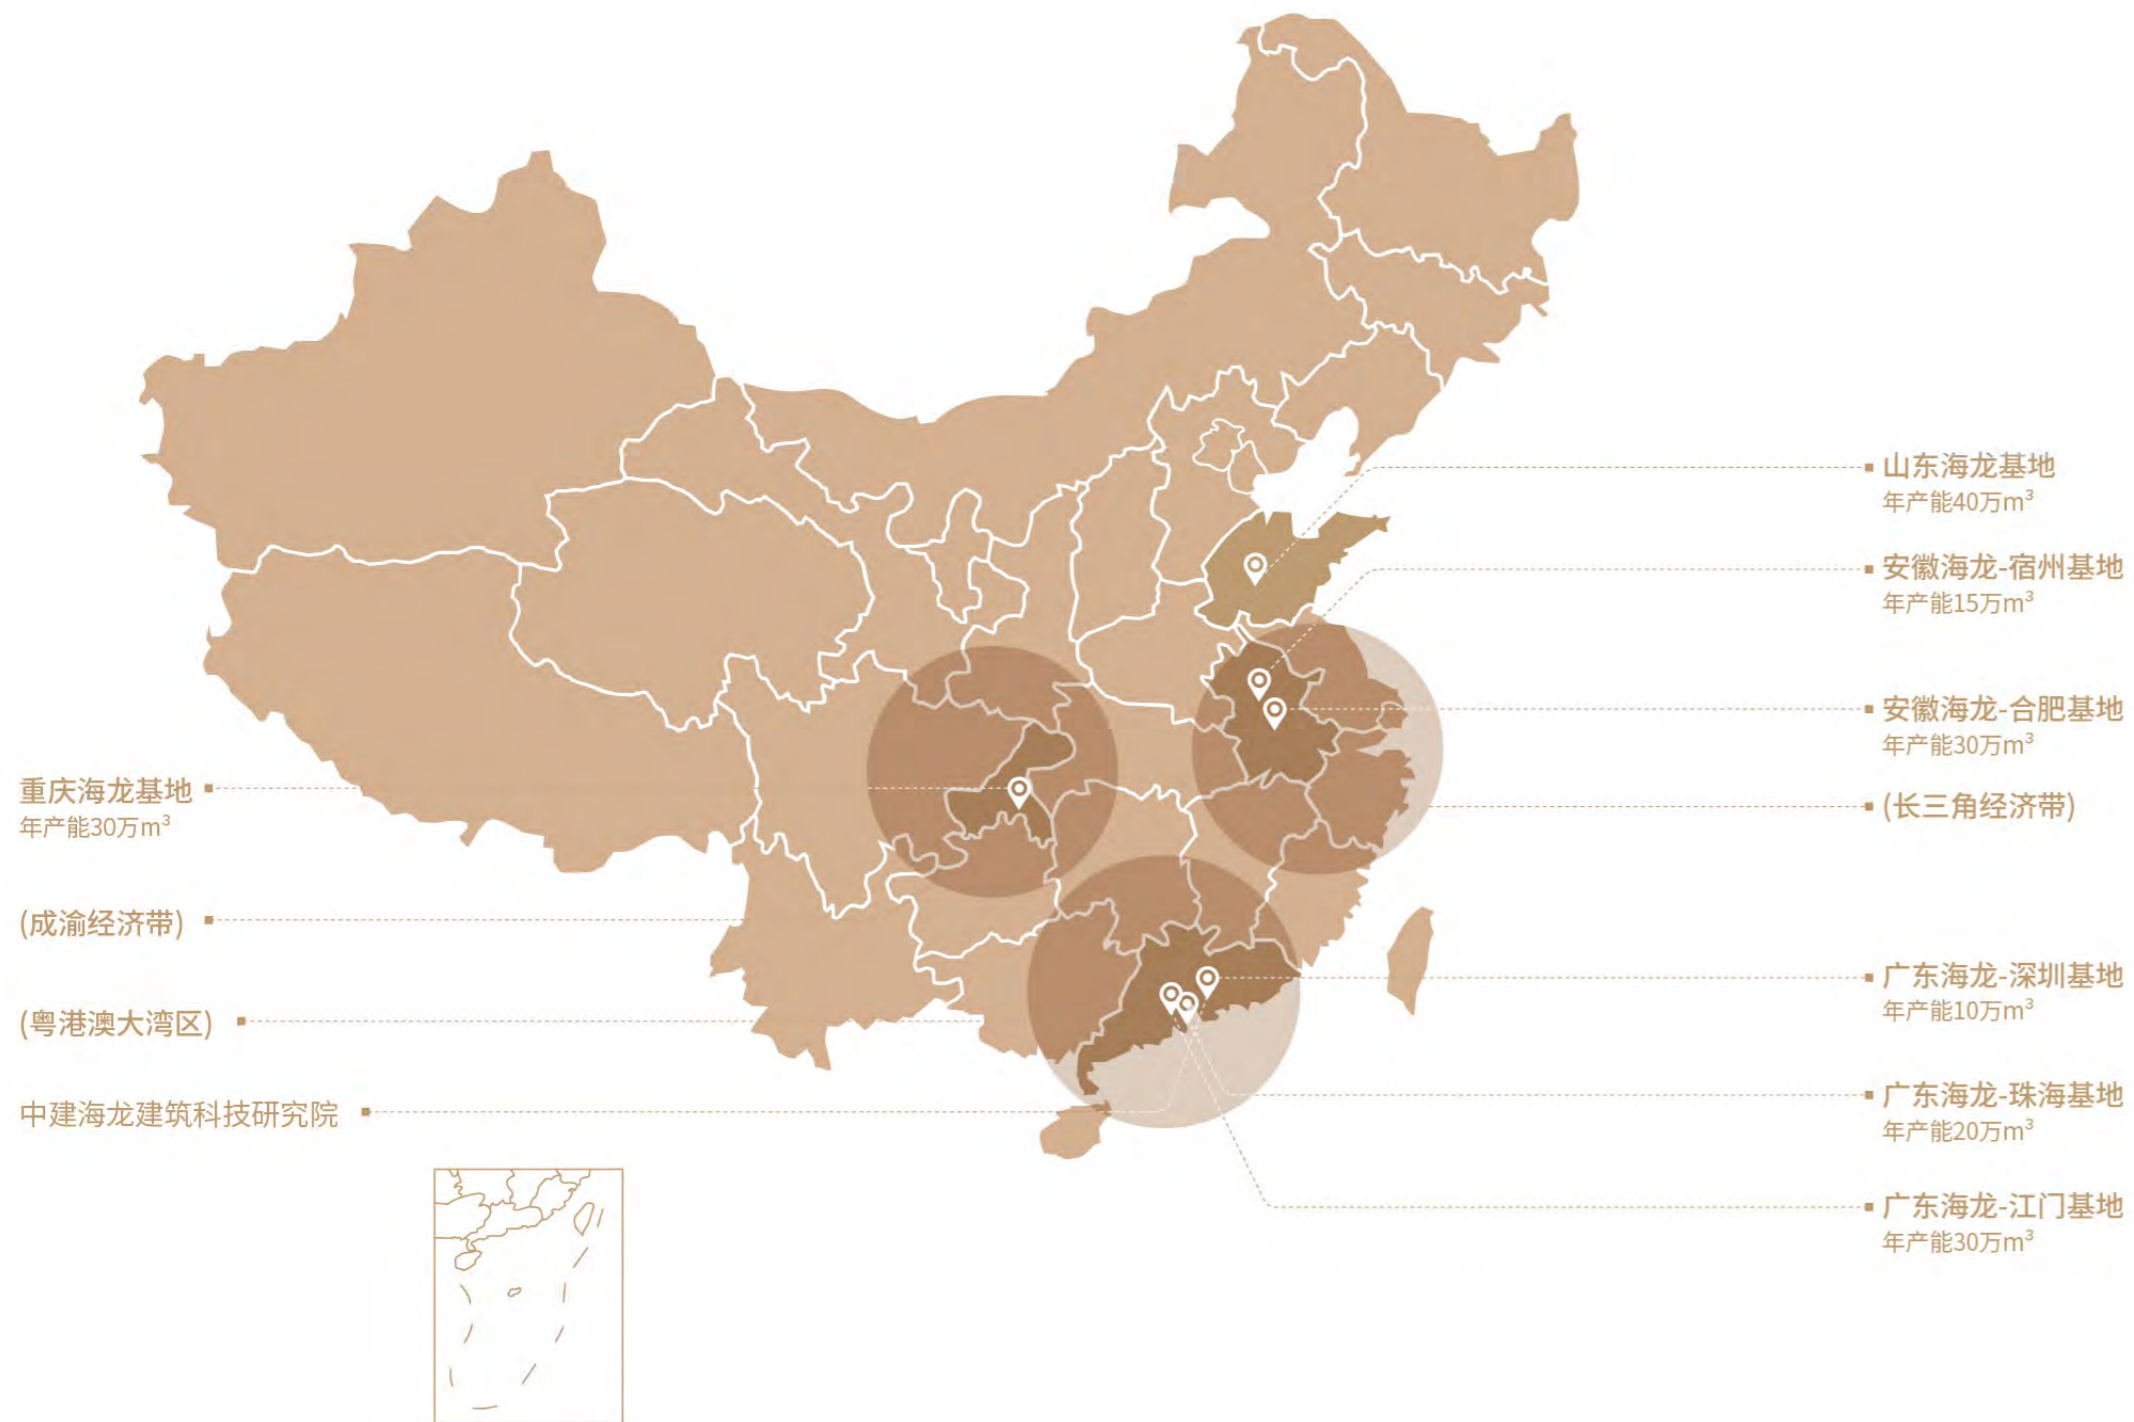 山东海龙基地
年产能40万m³
安徽海龙-宿州基地
年产能15万m³
安徽海龙-合肥基地
年产能30万m³
重庆海龙基地
年产能30万m³
(长三角经济带)
(成渝经济带)
广东海龙-深圳基地
年产能10万m³
(粤港澳大湾区)
广东海龙-珠海基地
年产能20万m³
中建海龙建筑科技研究院
广东海龙-江门基地
年产能30万m³